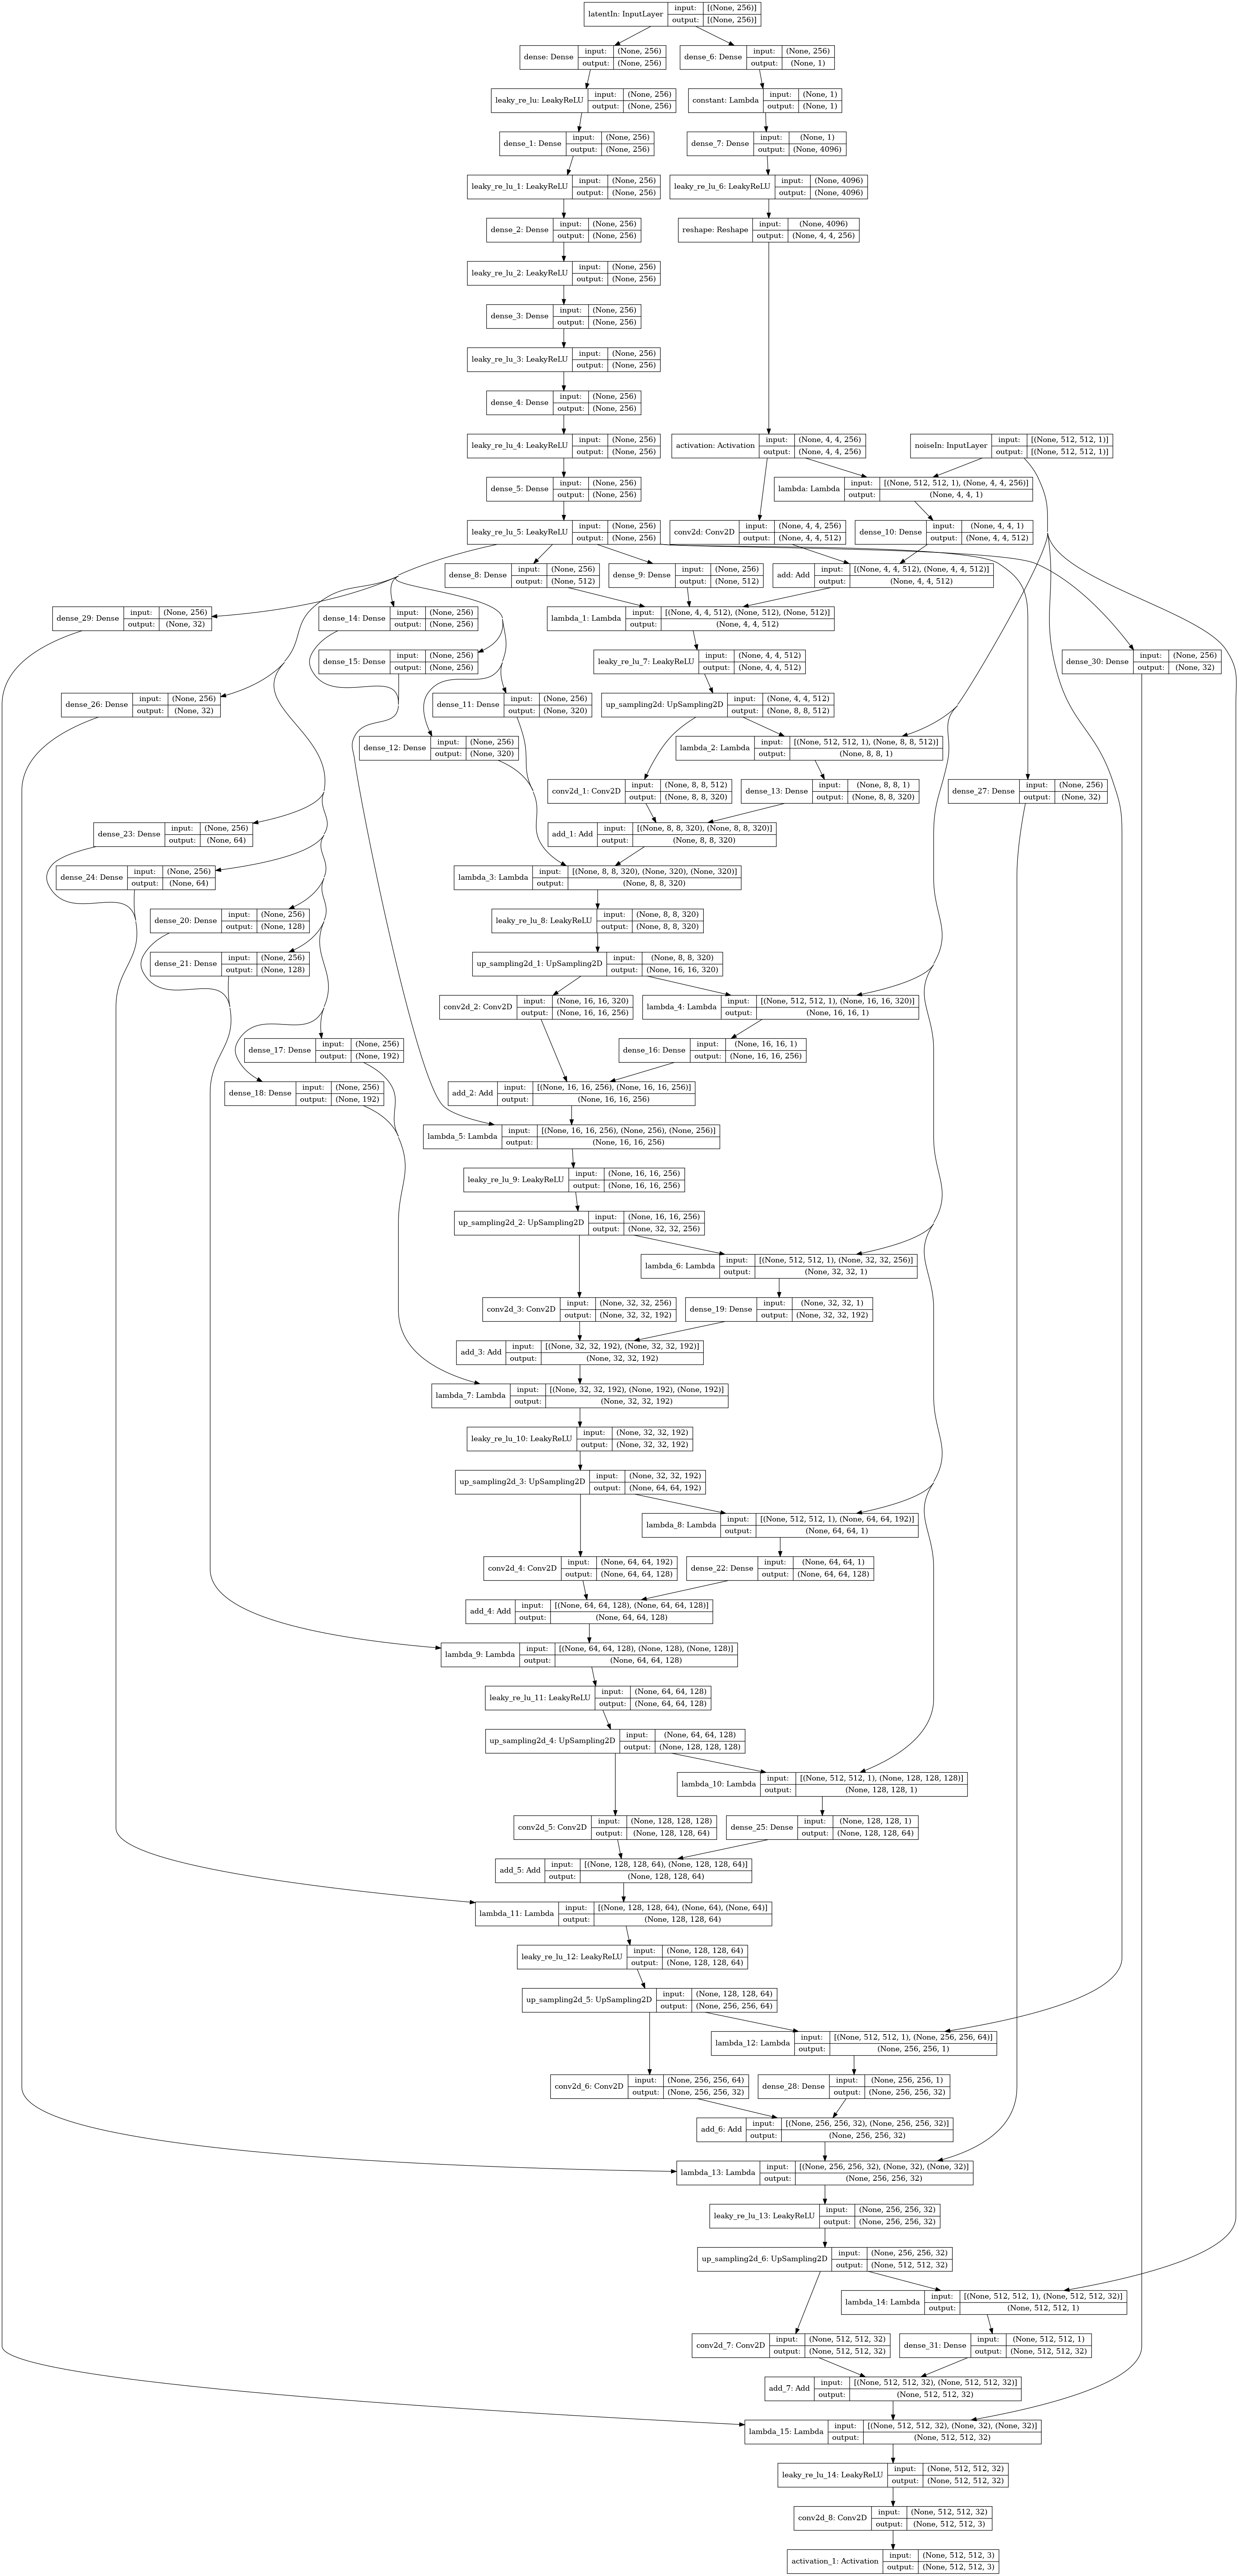 latentIn: InputLayer input: [(None, 256)]
output: [(None, 256)]
dense: Dense input: (None, 256)
output: (None, 256)
dense_6: Dense input: (None, 256)
output: (None, 1)
leaky_re_lu: LeakyReLU input: (None, 256)
output: (None, 256)
constant: Lambda input: (None, 1)
output: (None, 1)
dense_1: Dense input: (None, 256)
output: (None, 256)
dense_7: Dense input: (None, 1)
output: (None, 4096)
leaky_re_lu_1: LeakyReLU input: (None, 256)
output: (None, 256)
leaky_re_lu_6: LeakyReLU input: (None, 4096)
output: (None, 4096)
dense_2: Dense input: (None, 256)
output: (None, 256)
reshape: Reshape input: (None, 4096)
output: (None, 4, 4, 256)
leaky_re_lu_2: LeakyReLU input: (None, 256)
output: (None, 256)
dense_3: Dense input: (None, 256)
output: (None, 256)
leaky_re_lu_3: LeakyReLU input: (None, 256)
output: (None, 256)
dense_4: Dense input: (None, 256)
output: (None, 256)
leaky_re_lu_4: LeakyReLU input: (None, 256)
output: (None, 256)
activation: Activation input: (None, 4, 4, 256)
output: (None, 4, 4, 256)
noiseIn: InputLayer input: [(None, 512, 512, 1)]
output: [(None, 512, 512, 1)]
dense_5: Dense input: (None, 256)
output: (None, 256)
lambda: Lambda input: [(None, 512, 512, 1), (None, 4, 4, 256)]
output: (None, 4, 4, 1)
leaky_re_lu_5: LeakyReLU input: (None, 256)
output: (None, 256)
conv2d: Conv2D input: (None, 4, 4, 256)
output: (None, 4, 4, 512)
dense_10: Dense input: (None, 4, 4, 1)
output: (None, 4, 4, 512)
dense_8: Dense input: (None, 256)
output: (None, 512)
dense_9: Dense input: (None, 256)
output: (None, 512)
add: Add input: [(None, 4, 4, 512), (None, 4, 4, 512)]
output: (None, 4, 4, 512)
dense_29: Dense input: (None, 256)
output: (None, 32)
dense_14: Dense input: (None, 256)
output: (None, 256)
lambda_1: Lambda input: [(None, 4, 4, 512), (None, 512), (None, 512)]
output: (None, 4, 4, 512)
dense_15: Dense input: (None, 256)
output: (None, 256)
leaky_re_lu_7: LeakyReLU input: (None, 4, 4, 512)
output: (None, 4, 4, 512)
dense_30: Dense input: (None, 256)
output: (None, 32)
dense_26: Dense input: (None, 256)
output: (None, 32)
dense_11: Dense input: (None, 256)
output: (None, 320)
up_sampling2d: UpSampling2D input: (None, 4, 4, 512)
output: (None, 8, 8, 512)
dense_12: Dense input: (None, 256)
output: (None, 320)
lambda_2: Lambda input: [(None, 512, 512, 1), (None, 8, 8, 512)]
output: (None, 8, 8, 1)
conv2d_1: Conv2D input: (None, 8, 8, 512)
output: (None, 8, 8, 320)
dense_13: Dense input: (None, 8, 8, 1)
output: (None, 8, 8, 320)
dense_27: Dense input: (None, 256)
output: (None, 32)
dense_23: Dense input: (None, 256)
output: (None, 64)
add_1: Add input: [(None, 8, 8, 320), (None, 8, 8, 320)]
output: (None, 8, 8, 320)
dense_24: Dense input: (None, 256)
output: (None, 64)
lambda_3: Lambda input: [(None, 8, 8, 320), (None, 320), (None, 320)]
output: (None, 8, 8, 320)
dense_20: Dense input: (None, 256)
output: (None, 128)
leaky_re_lu_8: LeakyReLU input: (None, 8, 8, 320)
output: (None, 8, 8, 320)
dense_21: Dense input: (None, 256)
output: (None, 128)
up_sampling2d_1: UpSampling2D input: (None, 8, 8, 320)
output: (None, 16, 16, 320)
conv2d_2: Conv2D input: (None, 16, 16, 320)
output: (None, 16, 16, 256)
lambda_4: Lambda input: [(None, 512, 512, 1), (None, 16, 16, 320)]
output: (None, 16, 16, 1)
dense_17: Dense input: (None, 256)
output: (None, 192)
dense_16: Dense input: (None, 16, 16, 1)
output: (None, 16, 16, 256)
dense_18: Dense input: (None, 256)
output: (None, 192)
add_2: Add input: [(None, 16, 16, 256), (None, 16, 16, 256)]
output: (None, 16, 16, 256)
lambda_5: Lambda input: [(None, 16, 16, 256), (None, 256), (None, 256)]
output: (None, 16, 16, 256)
leaky_re_lu_9: LeakyReLU input: (None, 16, 16, 256)
output: (None, 16, 16, 256)
up_sampling2d_2: UpSampling2D input: (None, 16, 16, 256)
output: (None, 32, 32, 256)
lambda_6: Lambda input: [(None, 512, 512, 1), (None, 32, 32, 256)]
output: (None, 32, 32, 1)
conv2d_3: Conv2D input: (None, 32, 32, 256)
output: (None, 32, 32, 192)
dense_19: Dense input: (None, 32, 32, 1)
output: (None, 32, 32, 192)
add_3: Add input: [(None, 32, 32, 192), (None, 32, 32, 192)]
output: (None, 32, 32, 192)
lambda_7: Lambda input: [(None, 32, 32, 192), (None, 192), (None, 192)]
output: (None, 32, 32, 192)
leaky_re_lu_10: LeakyReLU input: (None, 32, 32, 192)
output: (None, 32, 32, 192)
up_sampling2d_3: UpSampling2D input: (None, 32, 32, 192)
output: (None, 64, 64, 192)
lambda_8: Lambda input: [(None, 512, 512, 1), (None, 64, 64, 192)]
output: (None, 64, 64, 1)
conv2d_4: Conv2D input: (None, 64, 64, 192)
output: (None, 64, 64, 128)
dense_22: Dense input: (None, 64, 64, 1)
output: (None, 64, 64, 128)
add_4: Add input: [(None, 64, 64, 128), (None, 64, 64, 128)]
output: (None, 64, 64, 128)
lambda_9: Lambda input: [(None, 64, 64, 128), (None, 128), (None, 128)]
output: (None, 64, 64, 128)
leaky_re_lu_11: LeakyReLU input: (None, 64, 64, 128)
output: (None, 64, 64, 128)
up_sampling2d_4: UpSampling2D input: (None, 64, 64, 128)
output: (None, 128, 128, 128)
lambda_10: Lambda input: [(None, 512, 512, 1), (None, 128, 128, 128)]
output: (None, 128, 128, 1)
conv2d_5: Conv2D input: (None, 128, 128, 128)
output: (None, 128, 128, 64)
dense_25: Dense input: (None, 128, 128, 1)
output: (None, 128, 128, 64)
add_5: Add input: [(None, 128, 128, 64), (None, 128, 128, 64)]
output: (None, 128, 128, 64)
lambda_11: Lambda input: [(None, 128, 128, 64), (None, 64), (None, 64)]
output: (None, 128, 128, 64)
leaky_re_lu_12: LeakyReLU input: (None, 128, 128, 64)
output: (None, 128, 128, 64)
up_sampling2d_5: UpSampling2D input: (None, 128, 128, 64)
output: (None, 256, 256, 64)
lambda_12: Lambda input: [(None, 512, 512, 1), (None, 256, 256, 64)]
output: (None, 256, 256, 1)
conv2d_6: Conv2D input: (None, 256, 256, 64)
output: (None, 256, 256, 32)
dense_28: Dense input: (None, 256, 256, 1)
output: (None, 256, 256, 32)
add_6: Add input: [(None, 256, 256, 32), (None, 256, 256, 32)]
output: (None, 256, 256, 32)
lambda_13: Lambda input: [(None, 256, 256, 32), (None, 32), (None, 32)]
output: (None, 256, 256, 32)
leaky_re_lu_13: LeakyReLU input: (None, 256, 256, 32)
output: (None, 256, 256, 32)
up_sampling2d_6: UpSampling2D input: (None, 256, 256, 32)
output: (None, 512, 512, 32)
lambda_14: Lambda input: [(None, 512, 512, 1), (None, 512, 512, 32)]
output: (None, 512, 512, 1)
conv2d_7: Conv2D input: (None, 512, 512, 32)
output: (None, 512, 512, 32)
dense_31: Dense input: (None, 512, 512, 1)
output: (None, 512, 512, 32)
add_7: Add input: [(None, 512, 512, 32), (None, 512, 512, 32)]
output: (None, 512, 512, 32)
lambda_15: Lambda input: [(None, 512, 512, 32), (None, 32), (None, 32)]
output: (None, 512, 512, 32)
leaky_re_lu_14: LeakyReLU input: (None, 512, 512, 32)
output: (None, 512, 512, 32)
conv2d_8: Conv2D input: (None, 512, 512, 32)
output: (None, 512, 512, 3)
activation_1: Activation input: (None, 512, 512, 3)
output: (None, 512, 512, 3)